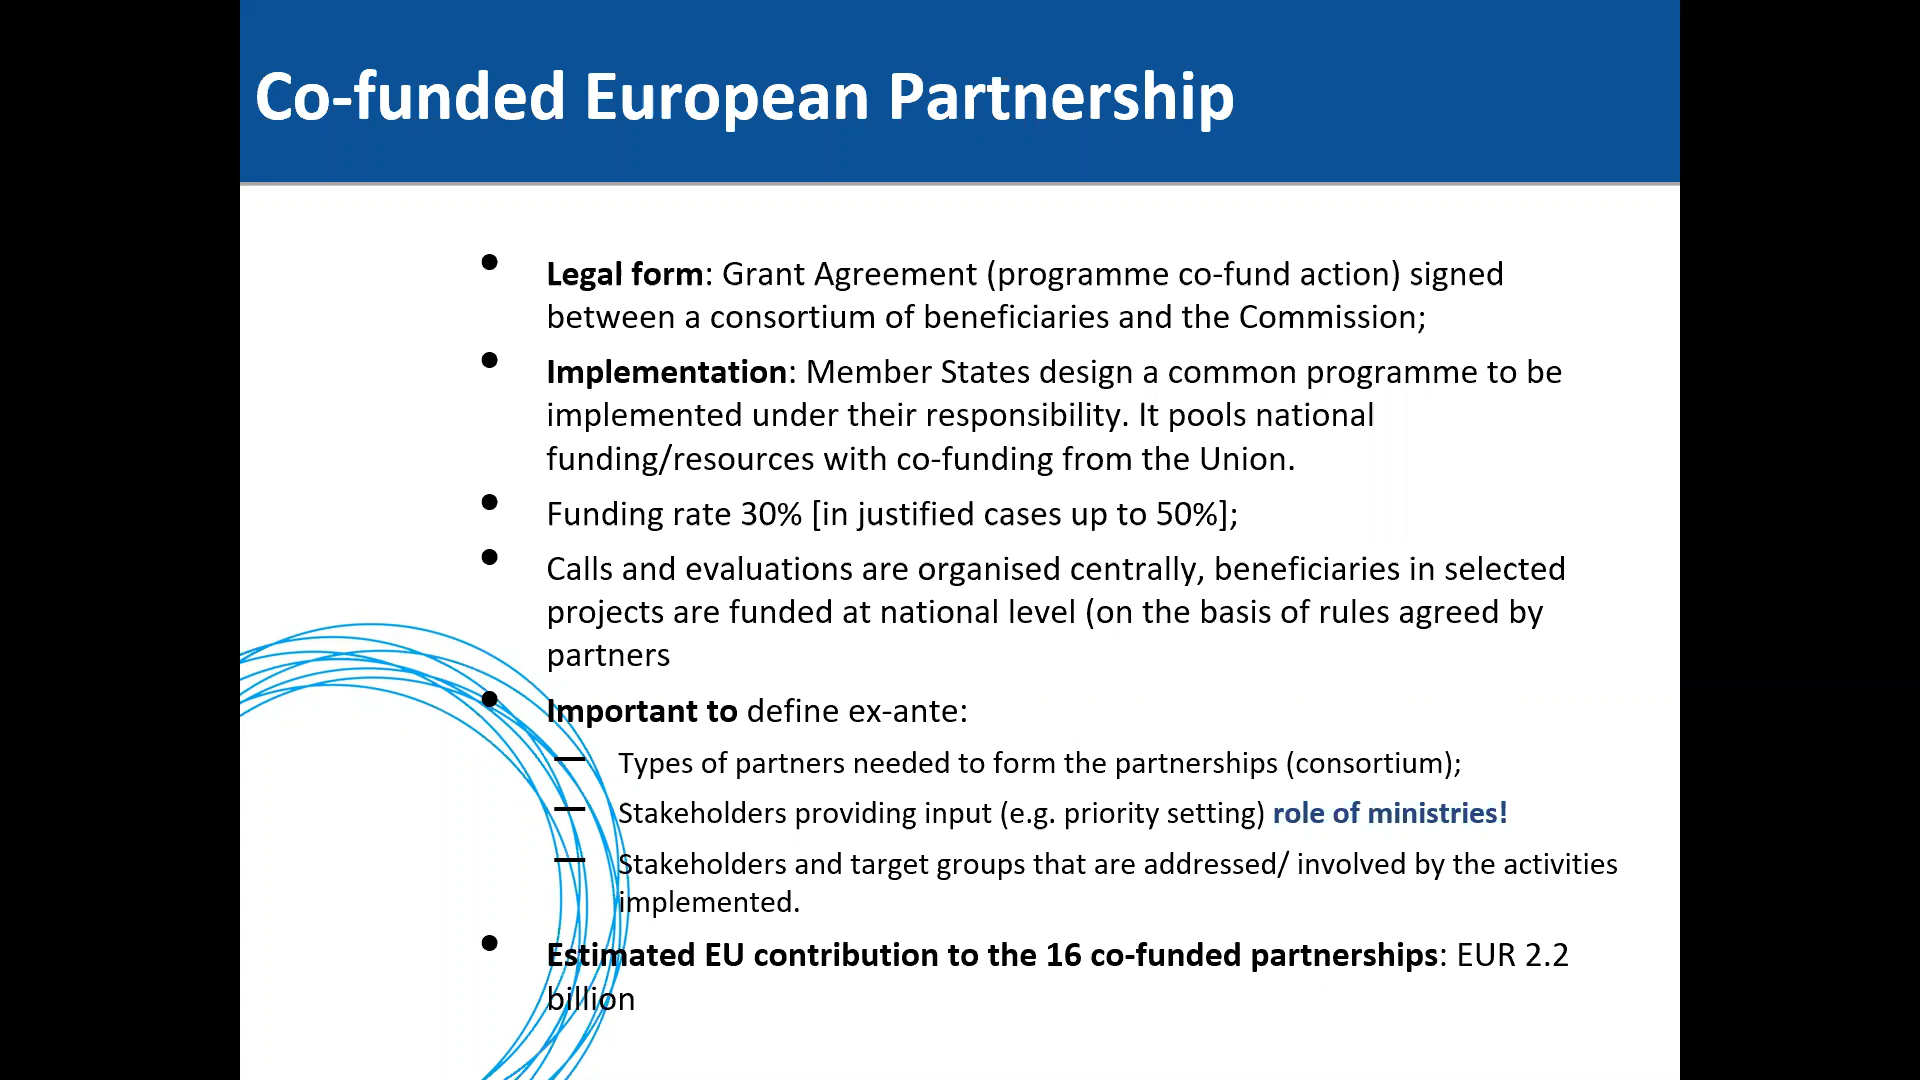 Co-funded European Partnership
• Legal form: Grant Agreement (programme co-fund action) signed
between a consortium of beneficiaries and the Commission;
• Implementation: Member States design a common programme to be
implemented under their responsibility. It pools national
funding/resources with co-funding from the Union.
• Funding rate 30% [in justified cases up to 50%];
• Calls and evaluations are organised centrally, beneficiaries in selected
projects are funded at national level (on the basis of rules agreed by
partners
• Important to define ex-ante:
— Types of partners needed to form the partnerships (consortium);
— Stakeholders providing input (e.g. priority setting) role of ministries!
— Stakeholders and target groups that are addressed/ involved by the activities
implemented.
• Estimated EU contribution to the 16 co-funded partnerships: EUR 2.2
billion